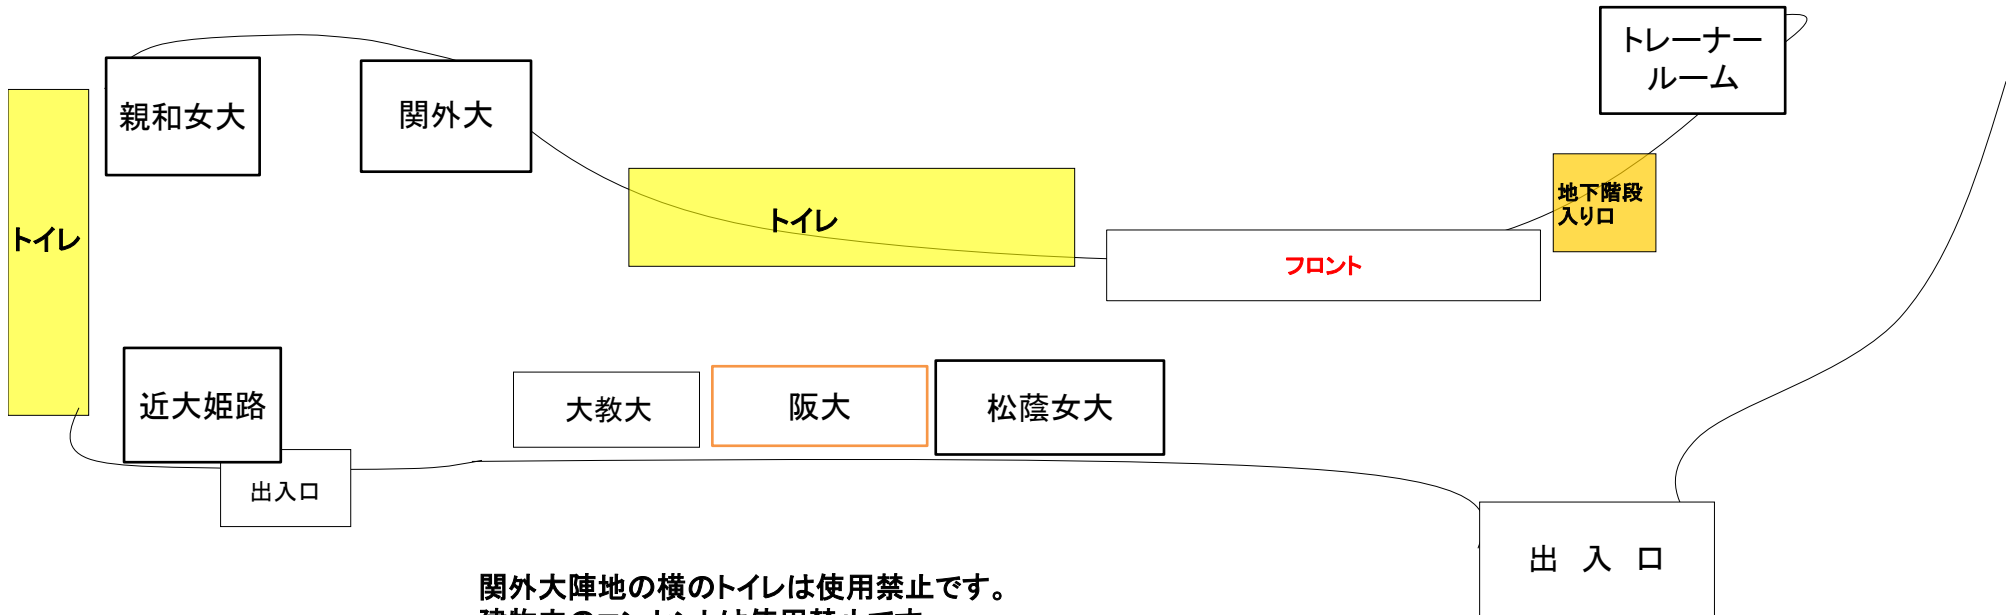 トレーナー
ルーム
親和女大
関外大
地下階段
入り口
トイレ
トイレ
フロント
近大姫路
大教大
阪大
松蔭女大
出入口
出 入 口
関外大陣地の横のトイレは使用禁止です。